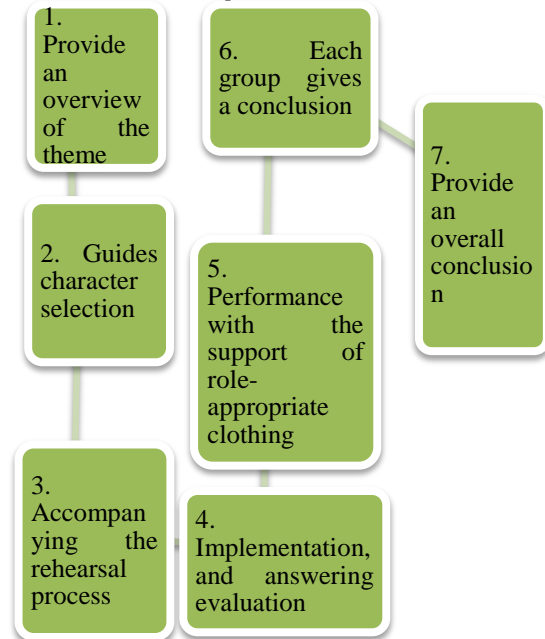 1.
Provide
an
overview
of the
theme
2. Guides
character
selection
3.
Accompan
ying the
rehearsal
process
4.
Implementation,
and answering
evaluation
5.
Performance
with the
support of
role-
appropriate
clothing
6. Each
group gives
a conclusion
7.
Provide
an
overall
conclusio
n